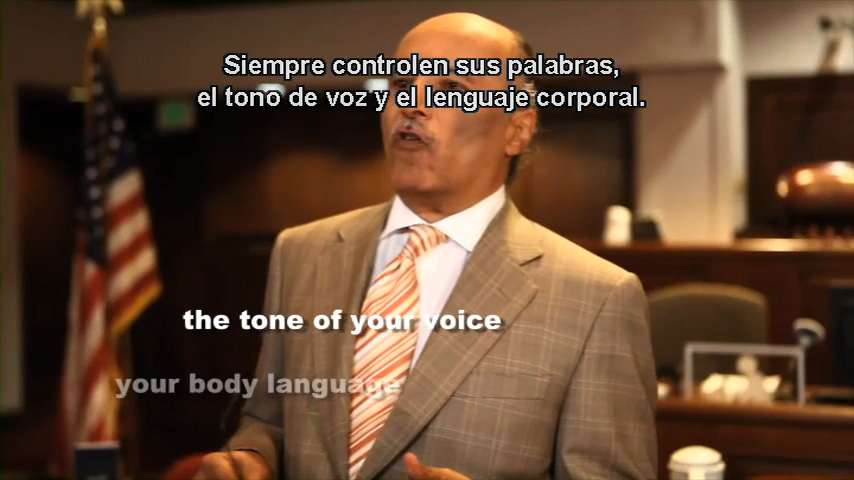 Siempre controlen sus palabras,
el tono de voz y el lenguaje corporal.
the tone of your voice
your body language